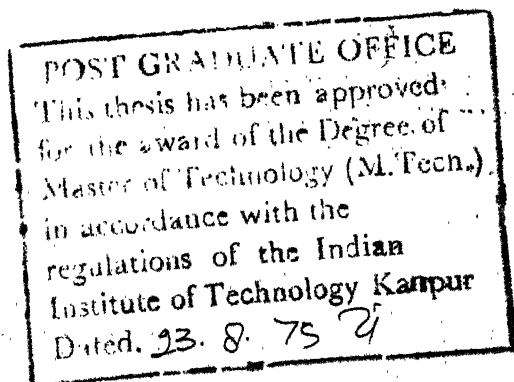 POST GRADUATE OFFICE
This thesis has been approved
for the award of the Degree of
Master of Technology (M. Tech.)
in accordance with the
regulations of the Indian
Institute of Technology Kanpur
Dated. 23. 8. 75